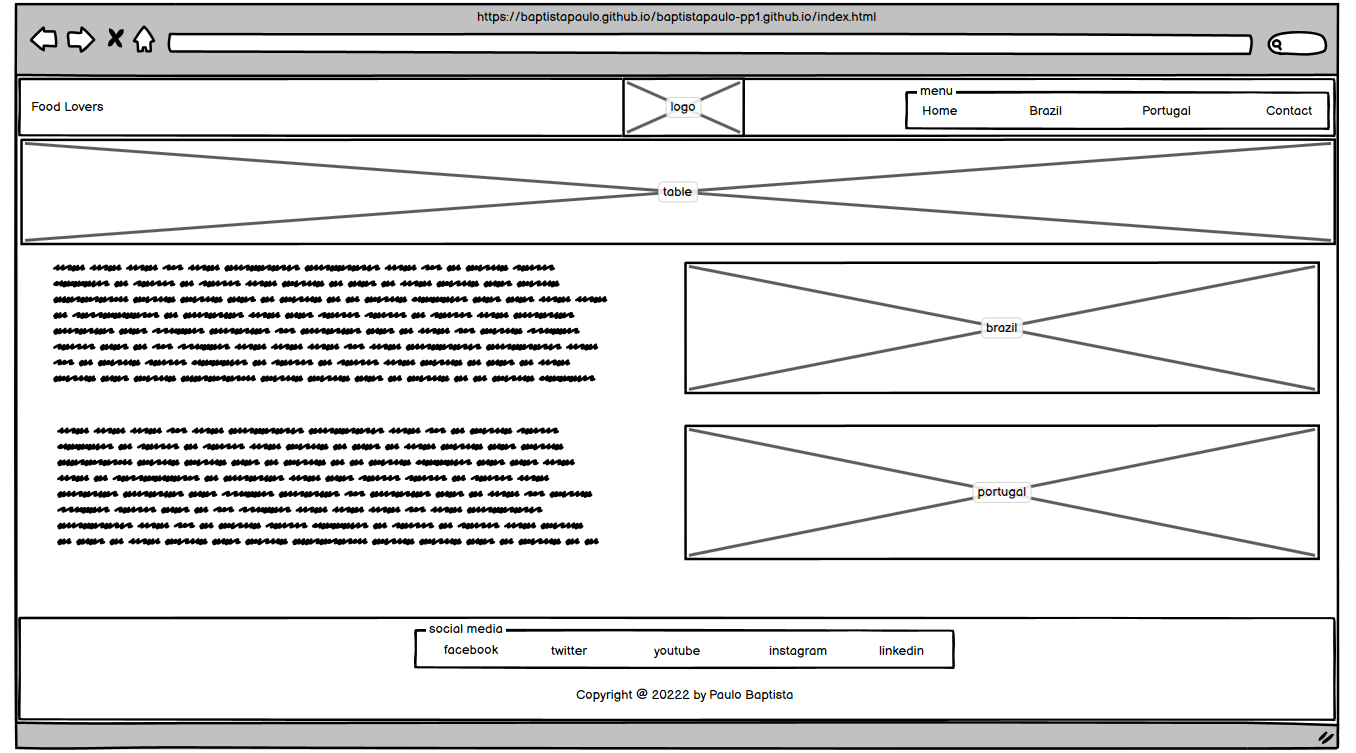 https://baptistapaulo.github.io/baptistapaulo-pp1.github.io/index.html
Food Lovers
logo
menu
Home Brazil Portugal Contact
table
brazil
portugal
social media
facebook twitter youtube instagram linkedin
Copyright @ 20222 by Paulo Baptista